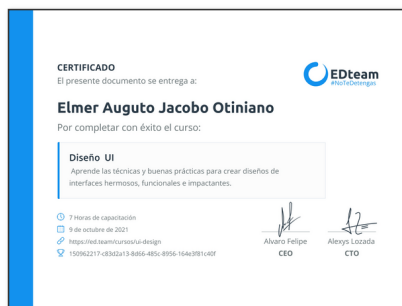 CERTIFICADO
El presente documento se entrega a:
EDteam
#NoTeDetengas
Elmer Auguto Jacobo Otiniano
Por completar con éxito el curso:
Diseño UI
Aprende las técnicas y buenas prácticas para crear diseños de
interfaces hermosos, funcionales e impactantes.
7 Horas de capacitación
9 de octubre de 2021
https://ed.team/cursos/ui-design
150962217-c83d2a13-8d66-485c-8956-164e3f81c40f
Alvaro Felipe
CEO
Alexys Lozada
CTO